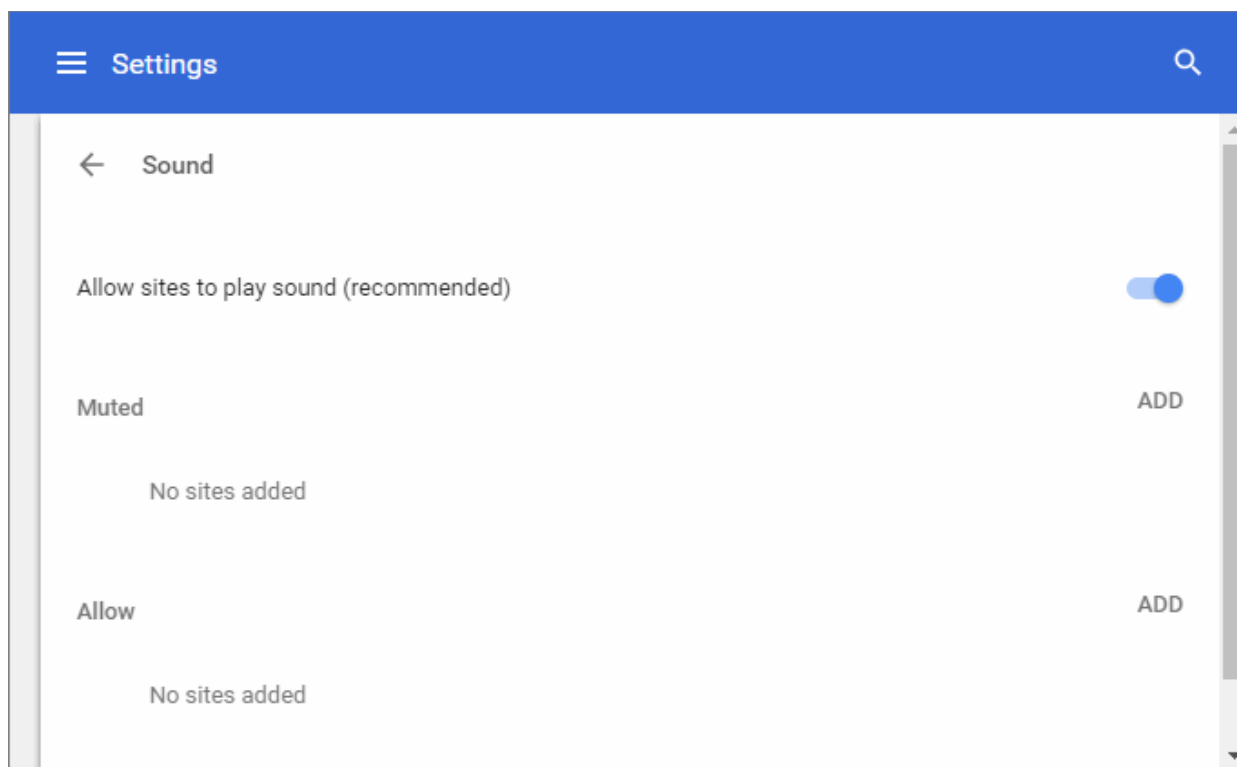 Settings
Sound
Allow sites to play sound (recommended)
Muted
ADD
No sites added
Allow
ADD
No sites added